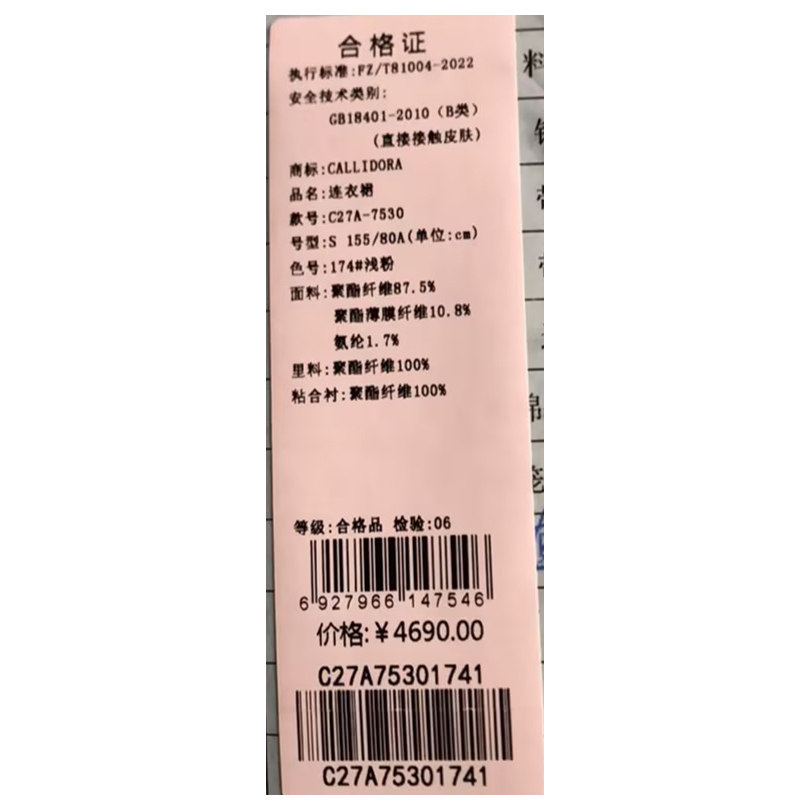 合格证
执行标准:FZ/T81004-2022
安全技术类别:
GB18401-2010（B类）
(直接接触皮肤)
商标:CALLIDORA
品名:连衣裙
款号:C27A-7530
号型:S 155/80A(单位:cm)
色号:174#浅粉
面料:聚酯纤维87.5%
聚酯薄膜纤维10.8%
氨纶1.7%
里料:聚酯纤维100%
粘合衬:聚酯纤维100%
等级:合格品 检验:06
6 927966 147546
价格:￥4690.00
C27A75301741
C27A75301741
料